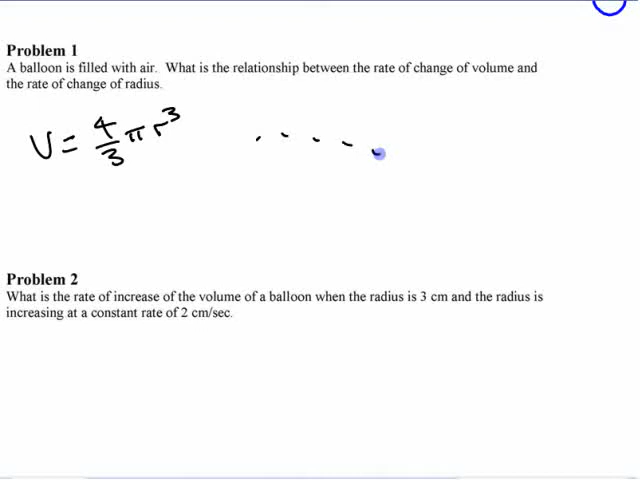 Problem 1
A balloon is filled with air. What is the relationship between the rate of change of volume and
the rate of change of radius.
V = 4/3 π r³
Problem 2
What is the rate of increase of the volume of a balloon when the radius is 3 cm and the radius is
increasing at a constant rate of 2 cm/sec.